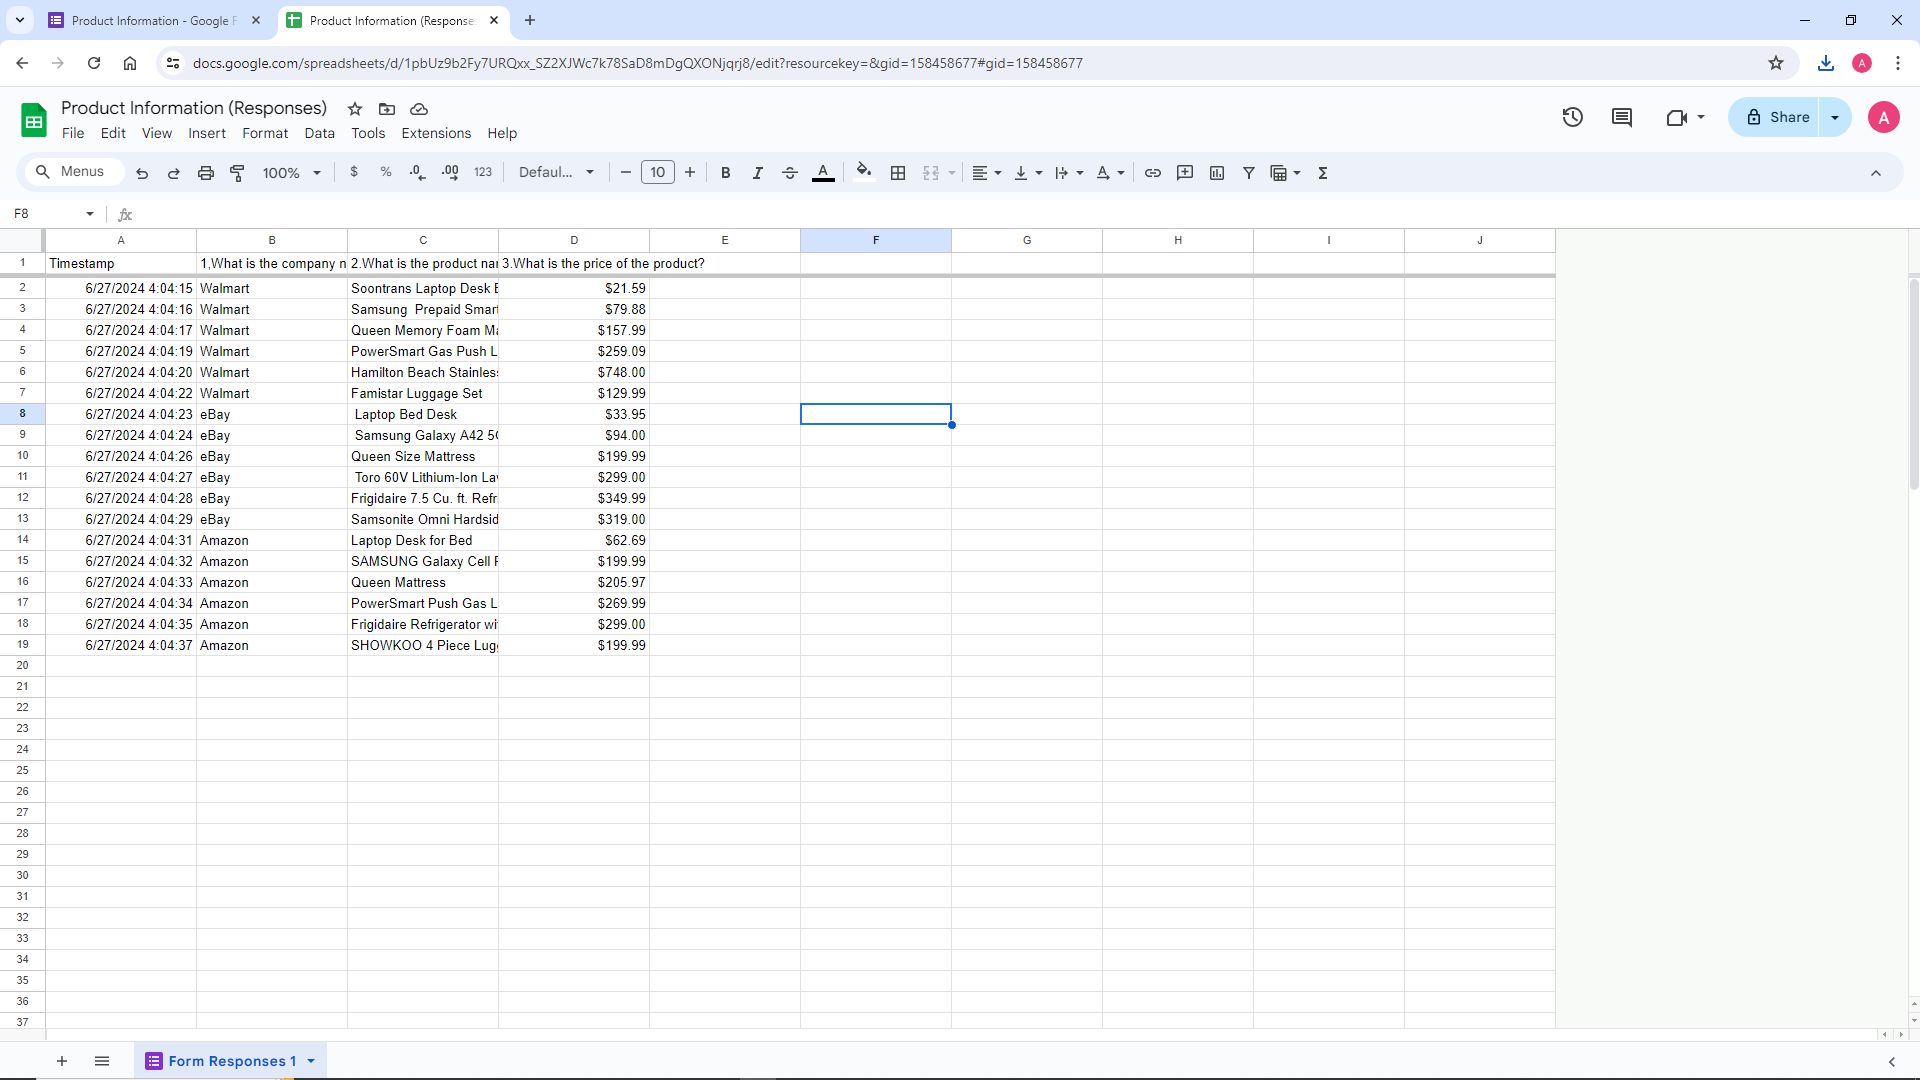 Product Information - Google F
Product Information (Response
docs.google.com/spreadsheets/d/1pbUz9b2Fy7URQxx_SZ2XJWc7k78SaD8mDgQXONjqrj8/edit?resourcekey=&gid=158458677#gid=158458677
A
Product Information (Responses)
File Edit View Insert Format Data Tools Extensions Help
Share
A
Menus 100% $ % .0 .00 123 Defaul... 10 B I A
F8 fx
A B C D E F G H I J
1 Timestamp 1,What is the company n 2.What is the product nar 3.What is the price of the product?
2 6/27/2024 4:04:15 Walmart Soontrans Laptop Desk B $21.59
3 6/27/2024 4:04:16 Walmart Samsung Prepaid Smart $79.88
4 6/27/2024 4:04:17 Walmart Queen Memory Foam Ma $157.99
5 6/27/2024 4:04:19 Walmart PowerSmart Gas Push L $259.09
6 6/27/2024 4:04:20 Walmart Hamilton Beach Stainles $748.00
7 6/27/2024 4:04:22 Walmart Famistar Luggage Set $129.99
8 6/27/2024 4:04:23 eBay Laptop Bed Desk $33.95
9 6/27/2024 4:04:24 eBay Samsung Galaxy A42 5G $94.00
10 6/27/2024 4:04:26 eBay Queen Size Mattress $199.99
11 6/27/2024 4:04:27 eBay Toro 60V Lithium-Ion Law $299.00
12 6/27/2024 4:04:28 eBay Frigidaire 7.5 Cu. ft. Refr $349.99
13 6/27/2024 4:04:29 eBay Samsonite Omni Hardsid $319.00
14 6/27/2024 4:04:31 Amazon Laptop Desk for Bed $62.69
15 6/27/2024 4:04:32 Amazon SAMSUNG Galaxy Cell P $199.99
16 6/27/2024 4:04:33 Amazon Queen Mattress $205.97
17 6/27/2024 4:04:34 Amazon PowerSmart Push Gas L $269.99
18 6/27/2024 4:04:35 Amazon Frigidaire Refrigerator wi $299.00
19 6/27/2024 4:04:37 Amazon SHOWKOO 4 Piece Lug $199.99
20
21
22
23
24
25
26
27
28
29
30
31
32
33
34
35
36
37
Form Responses 1